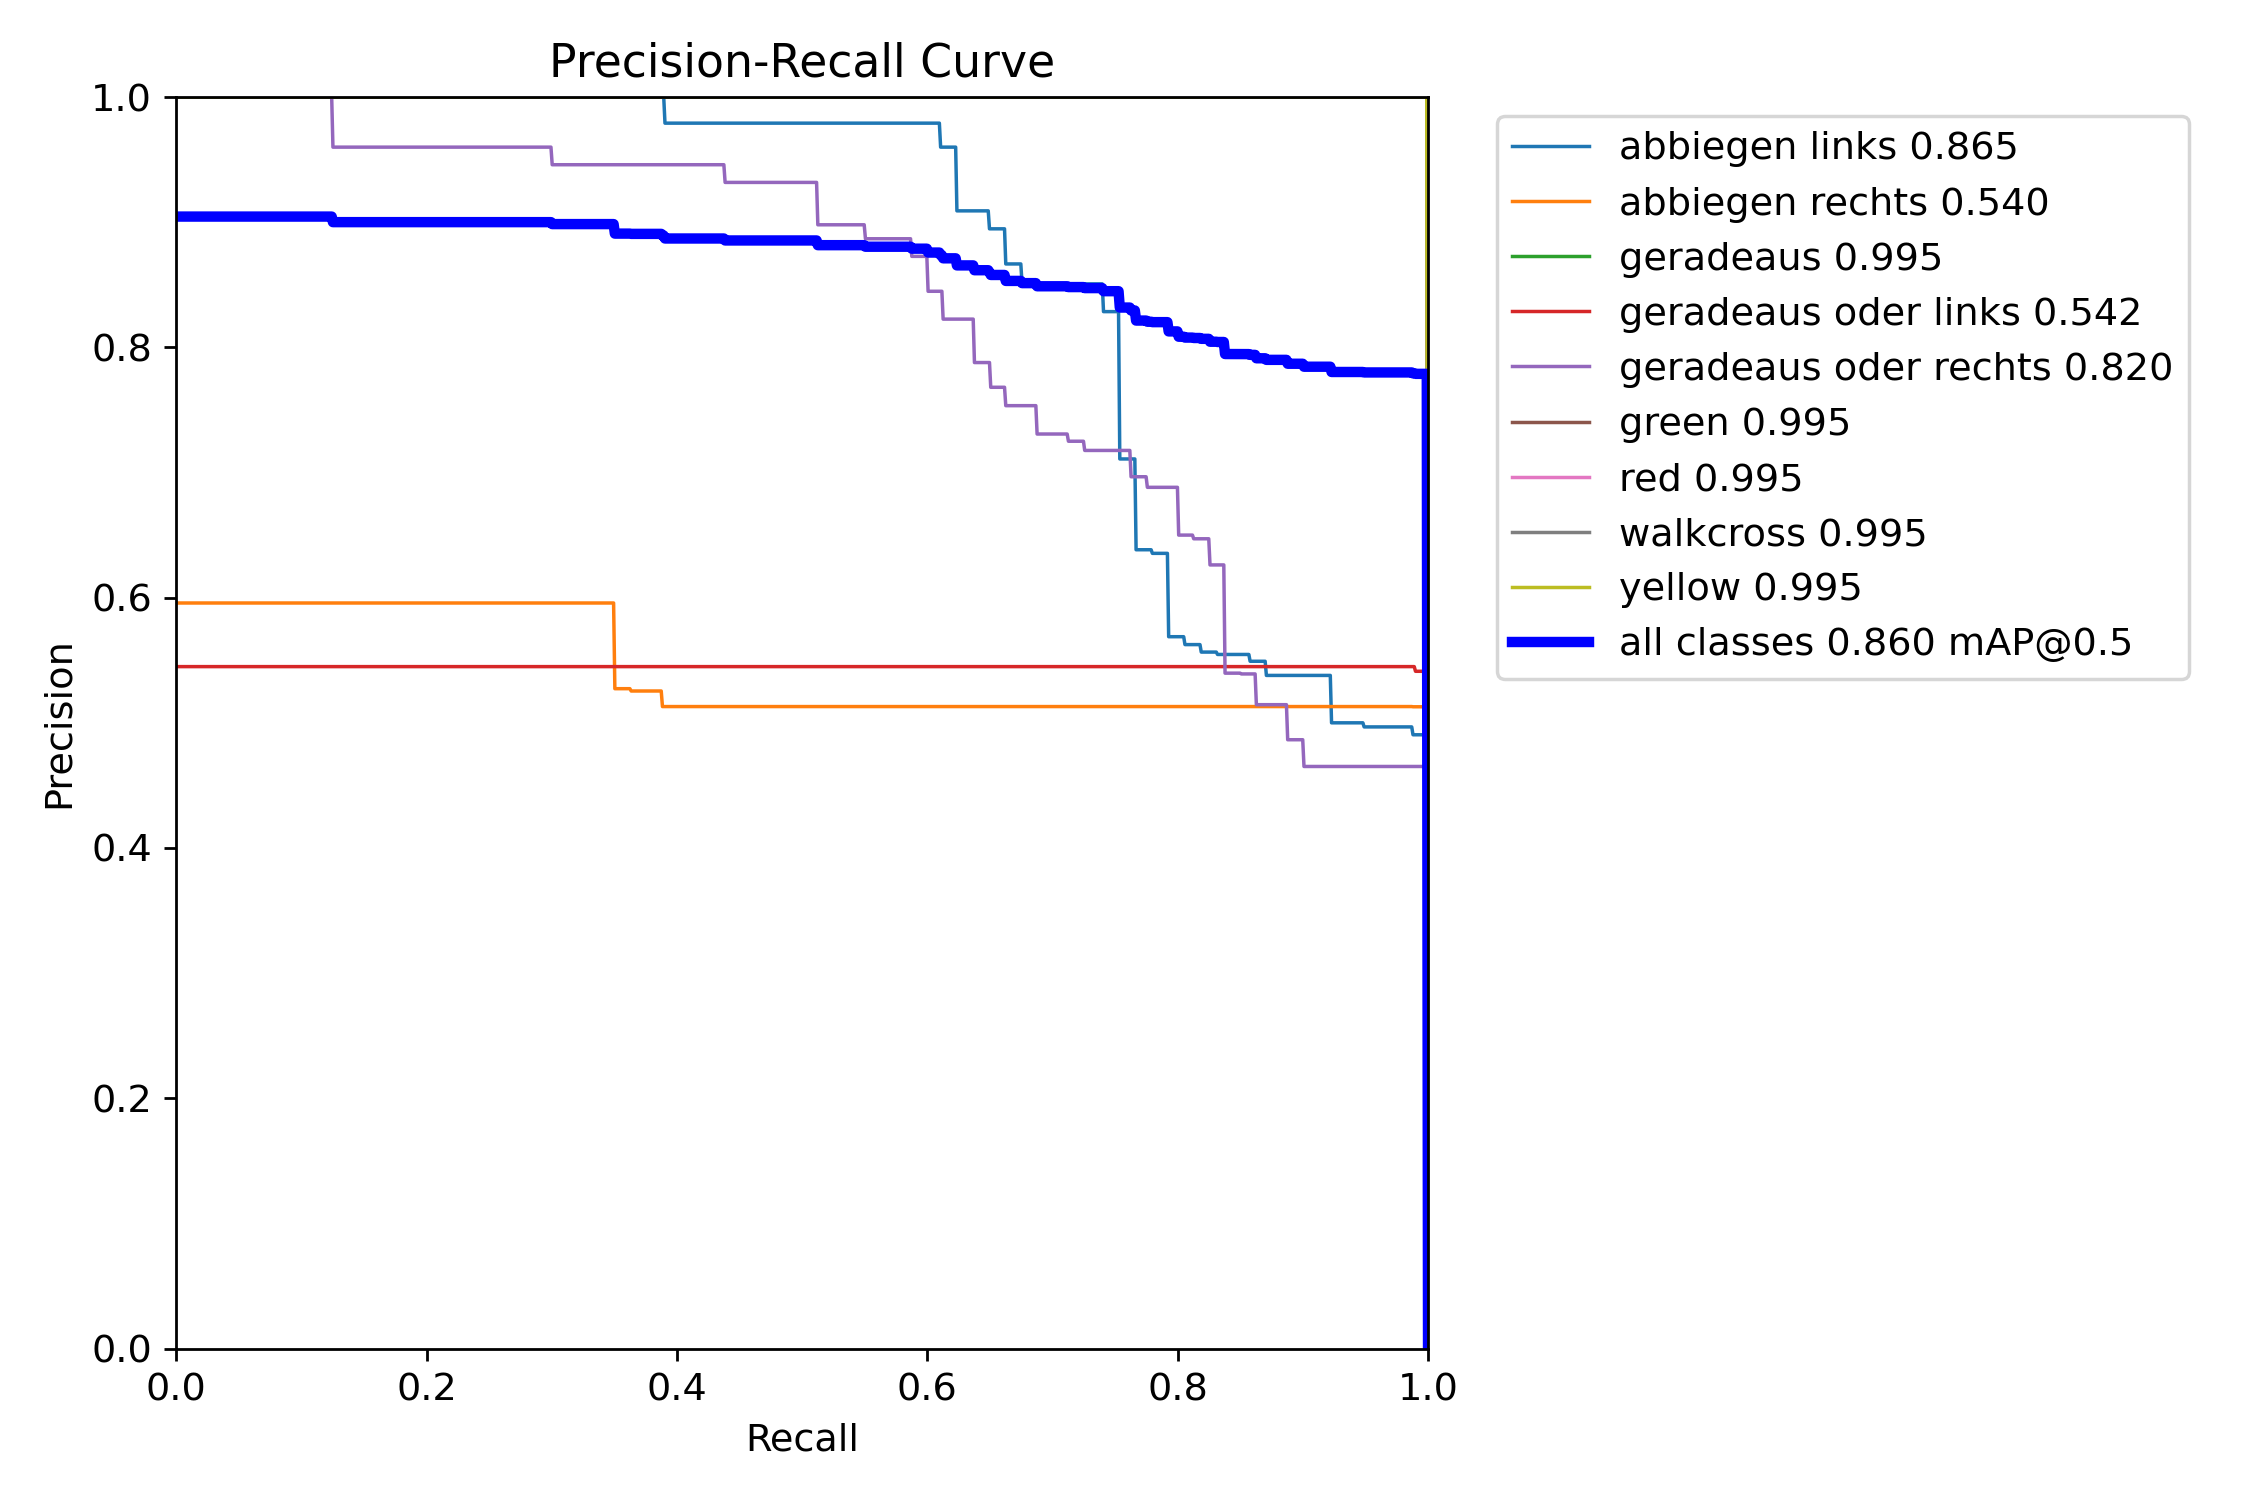 Precision-Recall Curve
1.0
0.8
0.6
0.4
0.2
0.0
Precision
0.0 0.2 0.4 0.6 0.8 1.0
Recall
abbiegen links 0.865
abbiegen rechts 0.540
geradeaus 0.995
geradeaus oder links 0.542
geradeaus oder rechts 0.820
green 0.995
red 0.995
walkcross 0.995
yellow 0.995
all classes 0.860 mAP@0.5